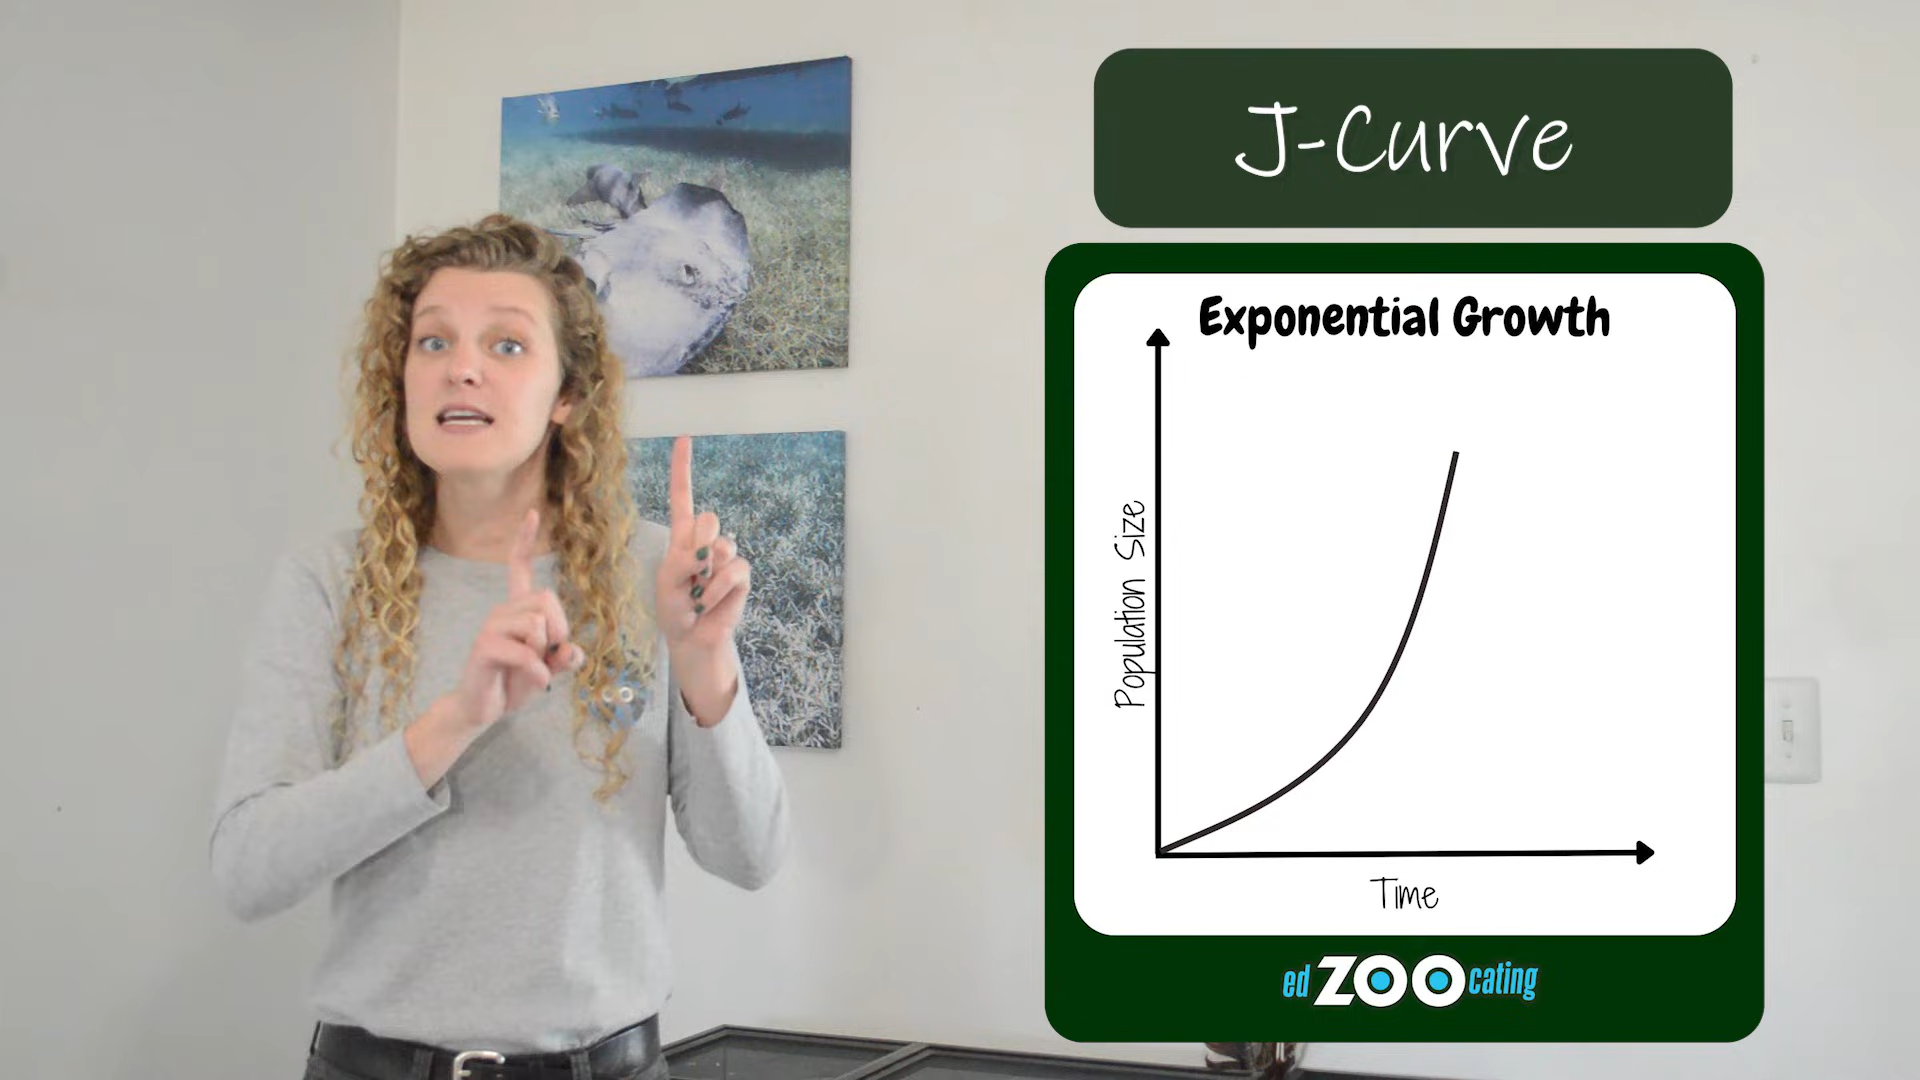 J-Curve
Exponential Growth
Population Size
Time
edZOOcating